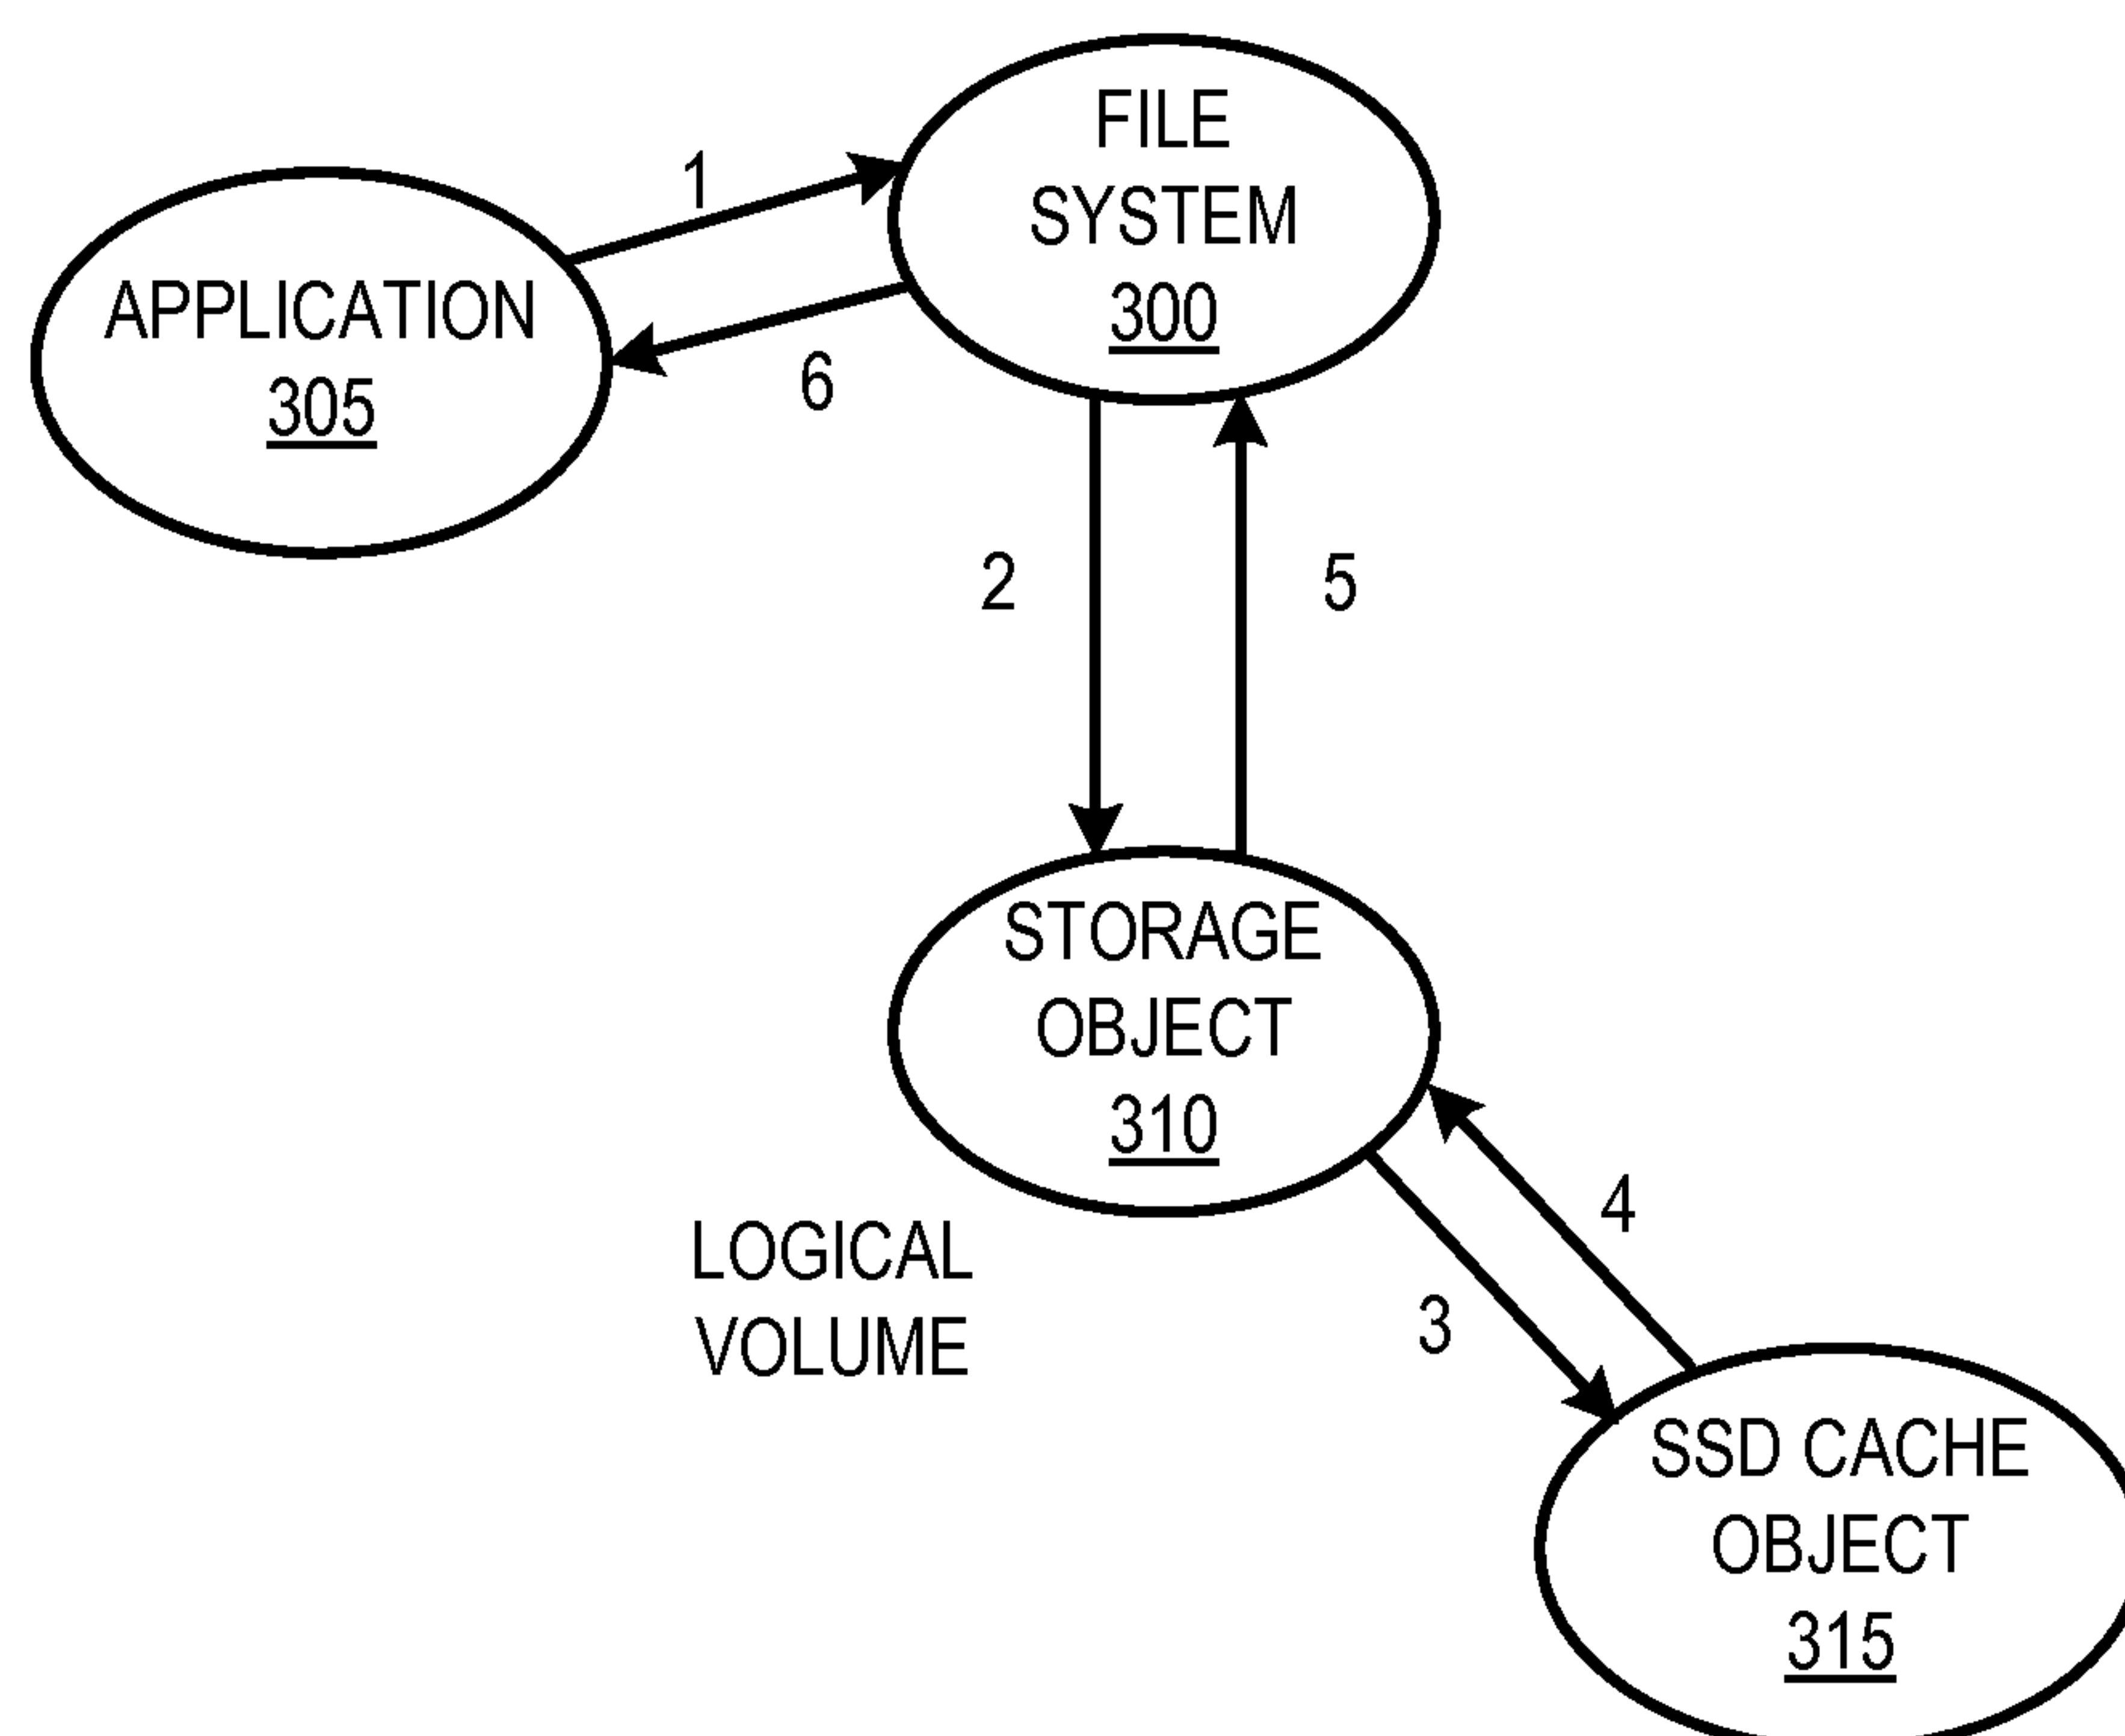 FILE
SYSTEM
300
1
APPLICATION
305
6
2
5
STORAGE
OBJECT
310
4
3
LOGICAL
VOLUME
SSD CACHE
OBJECT
315